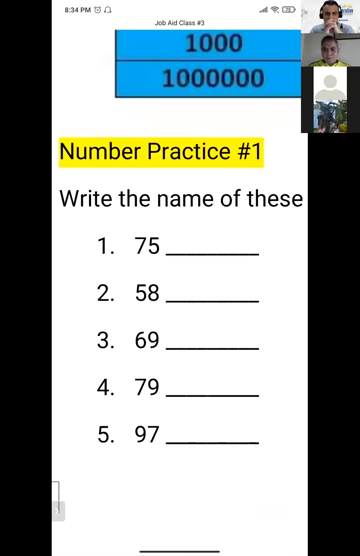 8:34 PM
Job Aid Class #3
1000
1000000
Number Practice #1
Write the name of these
1. 75 ________
2. 58 ________
3. 69 ________
4. 79 ________
5. 97 ________